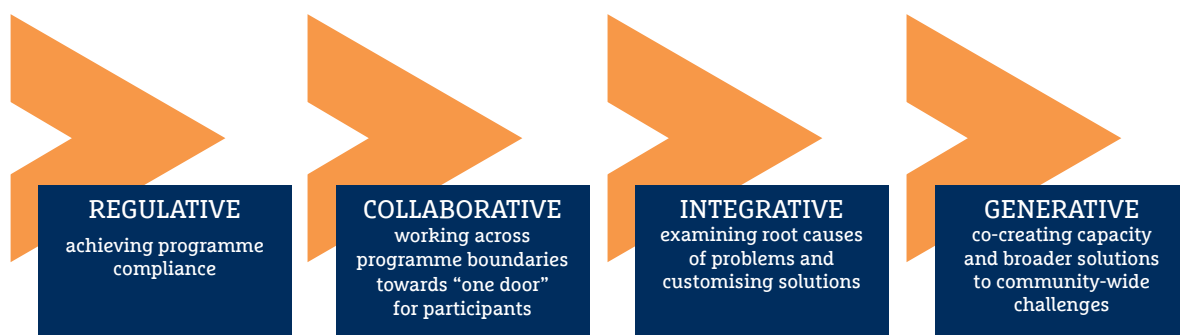 REGULATIVE
achieving programme
compliance
COLLABORATIVE
working across
programme boundaries
towards “one door”
for participants
INTEGRATIVE
examining root causes
of problems and
customising solutions
GENERATIVE
co-creating capacity
and broader solutions
to community-wide
challenges